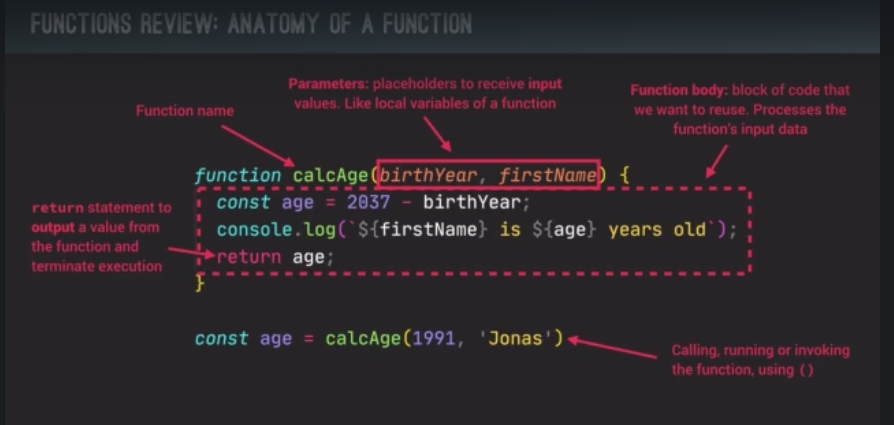 FUNCTIONS REVIEW: ANATOMY OF A FUNCTION
Function name
Parameters: placeholders to receive input
values. Like local variables of a function
Function body: block of code that
we want to reuse. Processes the
function's input data
function calcAge(birthYear, firstName) {
const age = 2037 - birthYear;
console.log(`${firstName} is ${age} years old`);
return age;
}
return statement to
output a value from
the function and
terminate execution
const age = calcAge(1991, 'Jonas')
Calling, running or invoking
the function, using ()